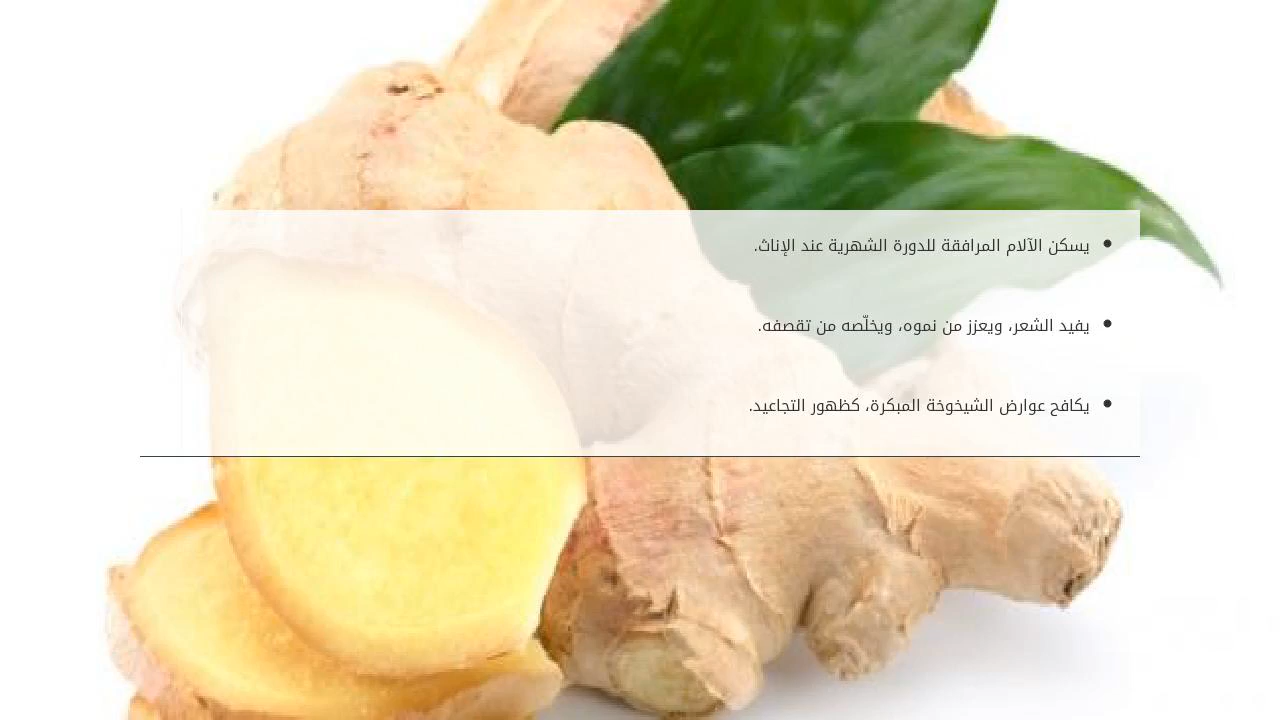 يسكن الآلام المرافقة للدورة الشهرية عند الإناث.
يفيد الشعر، ويعزز من نموه، ويخلّصه من تقصفه.
يكافح عوارض الشيخوخة المبكرة، كظهور التجاعيد.